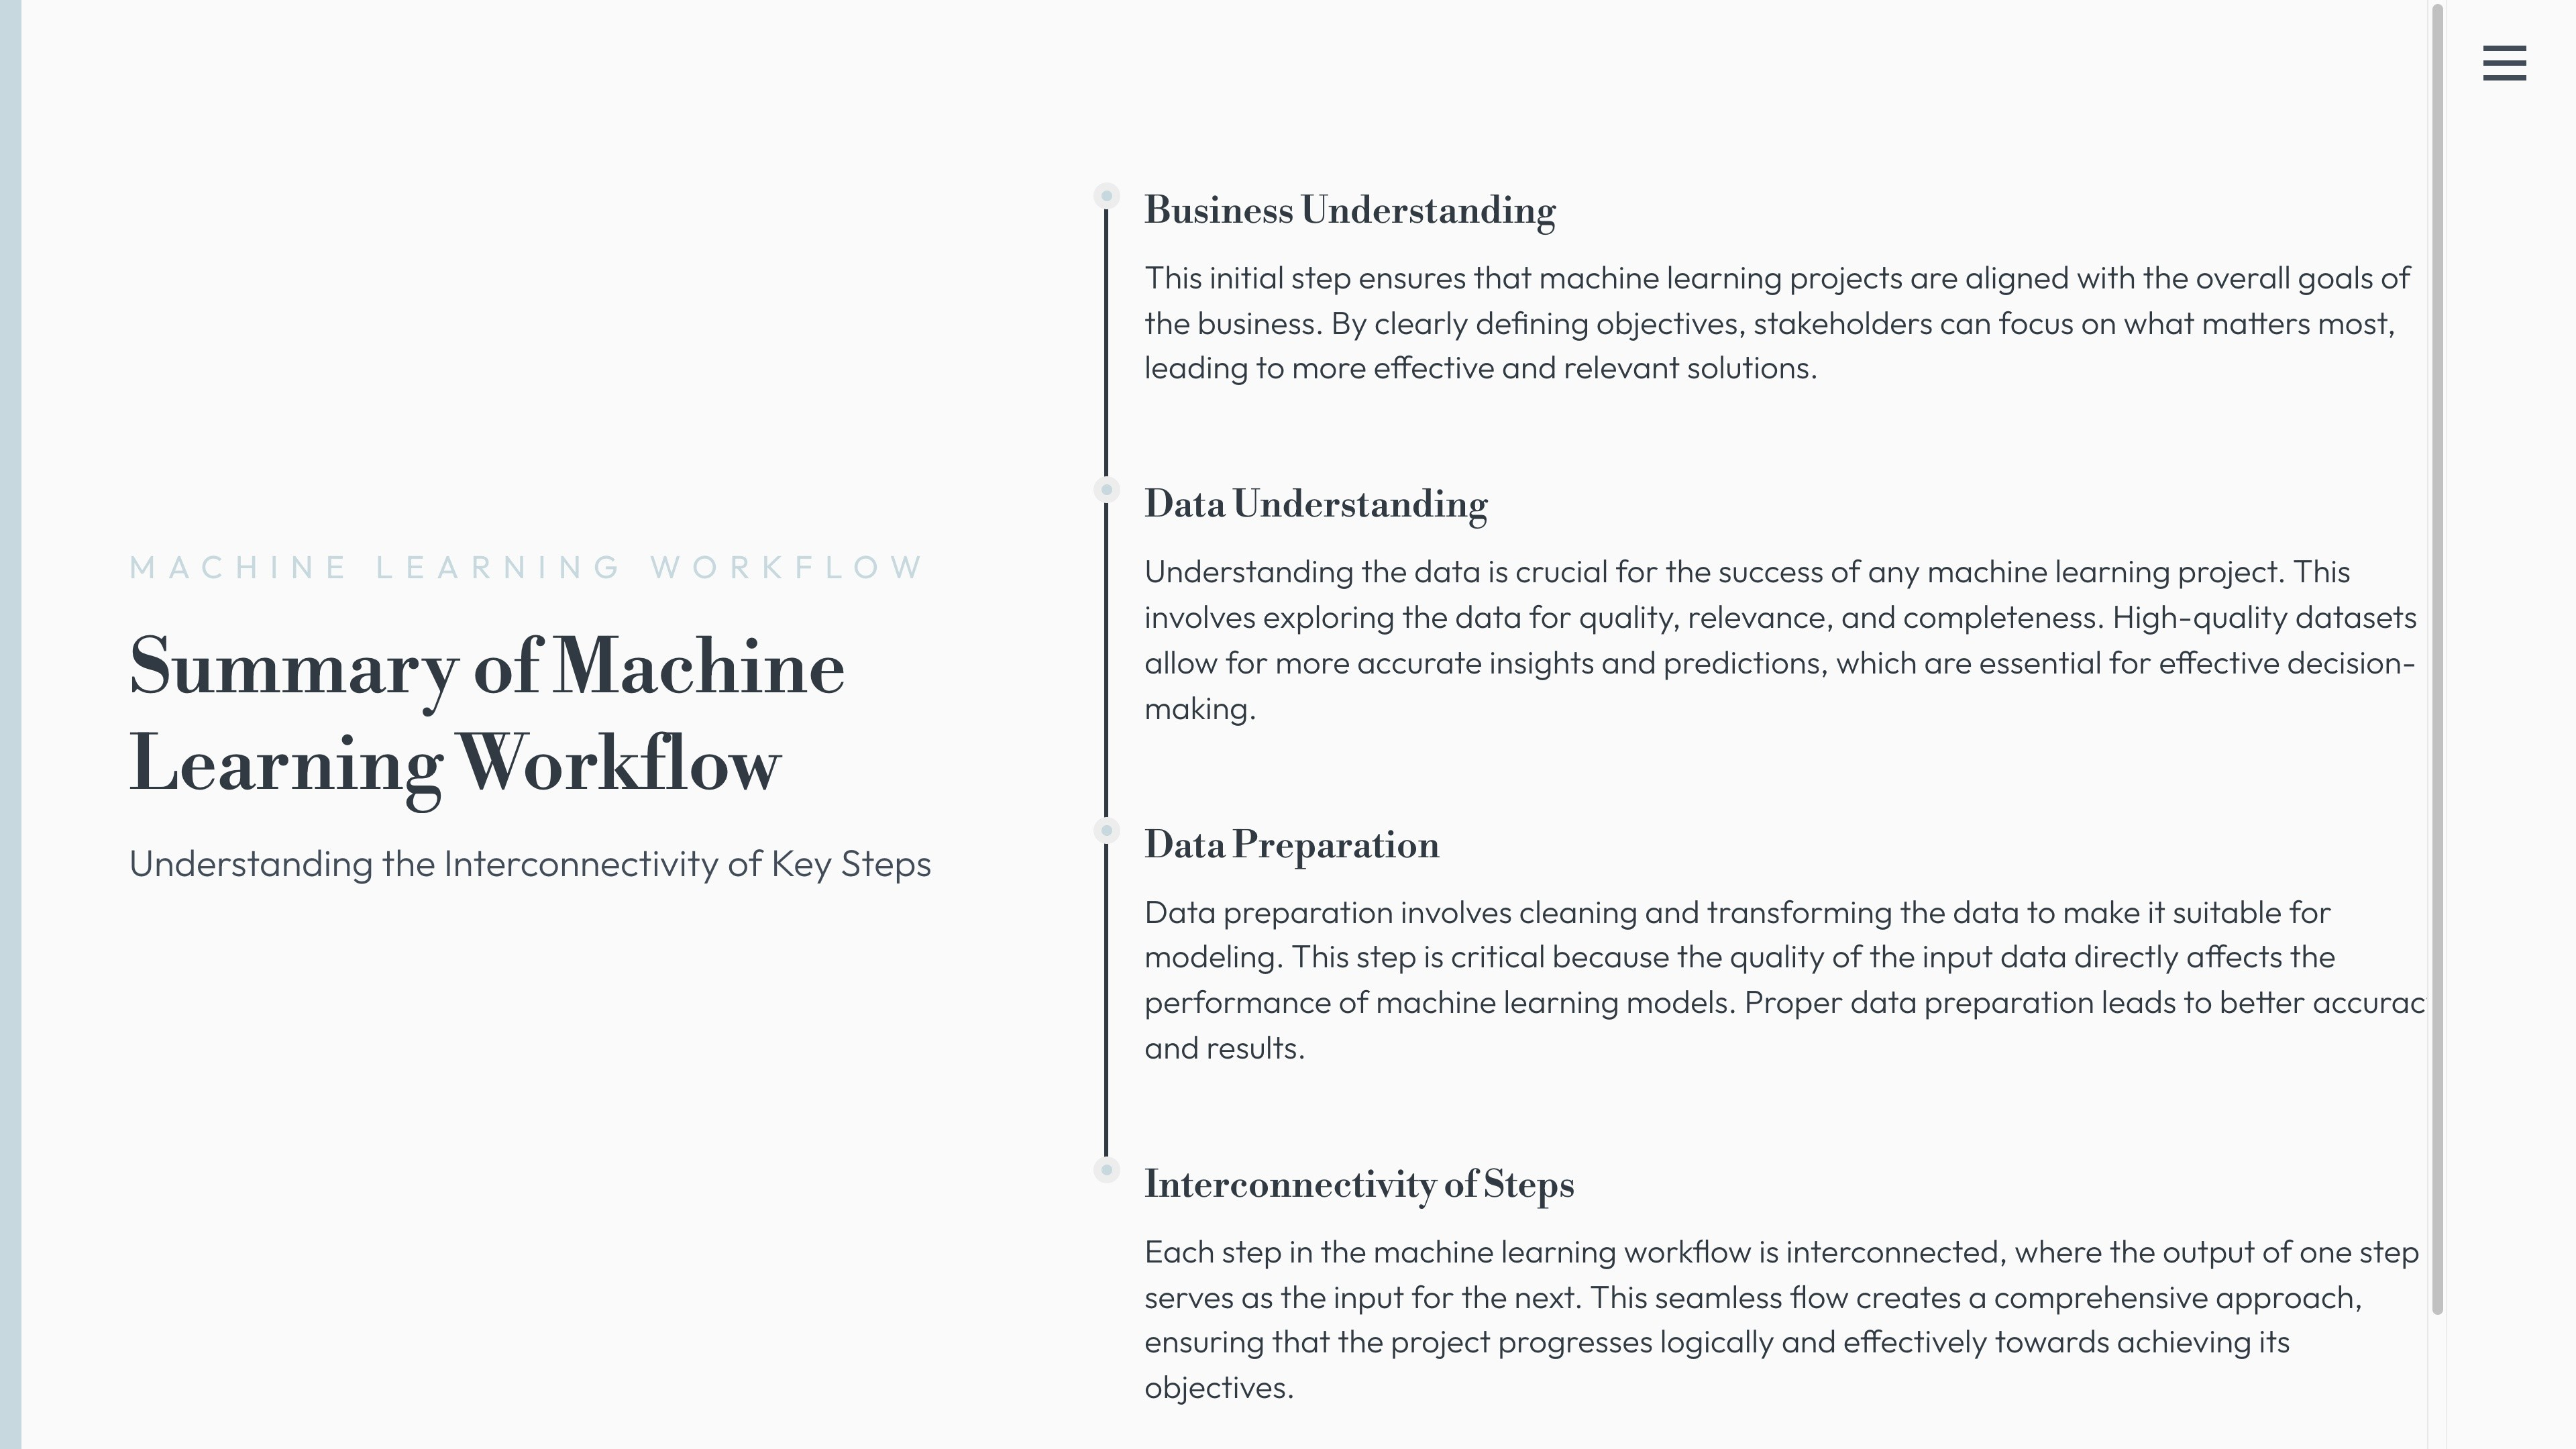 MACHINE LEARNING WORKFLOW
Summary of Machine
Learning Workflow
Understanding the Interconnectivity of Key Steps
Business Understanding
This initial step ensures that machine learning projects are aligned with the overall goals of
the business. By clearly defining objectives, stakeholders can focus on what matters most,
leading to more effective and relevant solutions.
Data Understanding
Understanding the data is crucial for the success of any machine learning project. This
involves exploring the data for quality, relevance, and completeness. High-quality datasets
allow for more accurate insights and predictions, which are essential for effective decision-
making.
Data Preparation
Data preparation involves cleaning and transforming the data to make it suitable for
modeling. This step is critical because the quality of the input data directly affects the
performance of machine learning models. Proper data preparation leads to better accurac
and results.
Interconnectivity of Steps
Each step in the machine learning workflow is interconnected, where the output of one step
serves as the input for the next. This seamless flow creates a comprehensive approach,
ensuring that the project progresses logically and effectively towards achieving its
objectives.